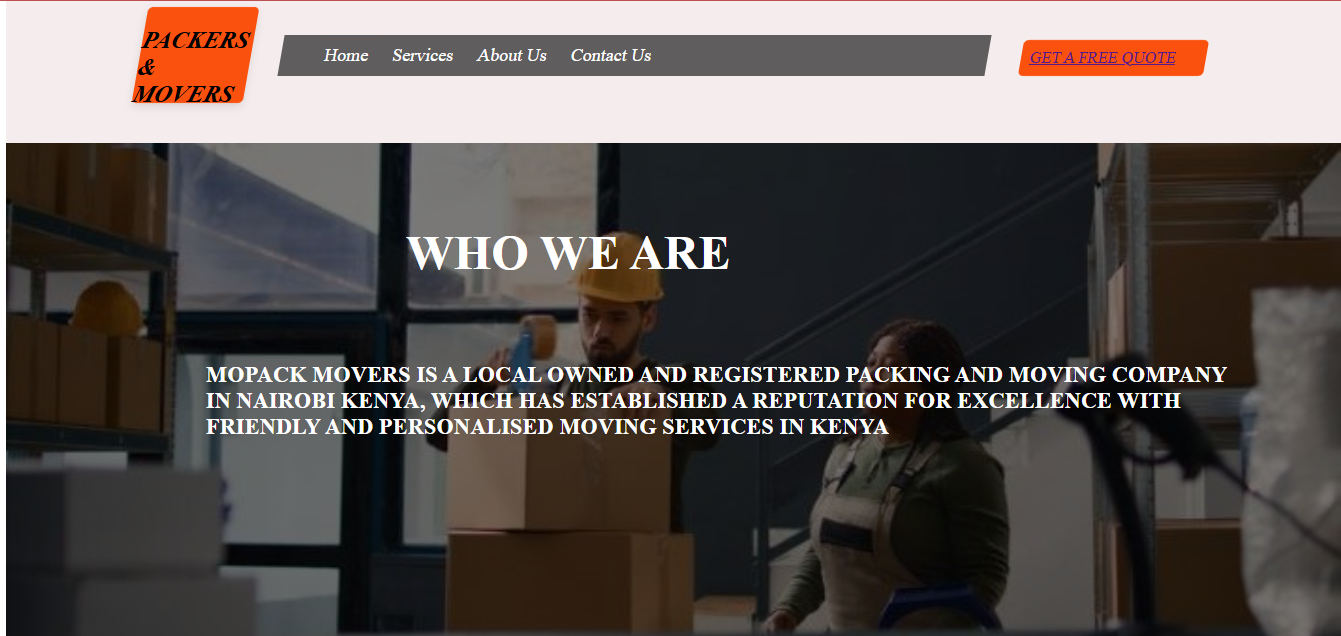 PACKERS
&
MOVERS
Home Services About Us Contact Us
GET A FREE QUOTE
WHO WE ARE
MOPACK MOVERS IS A LOCAL OWNED AND REGISTERED PACKING AND MOVING COMPANY
IN NAIROBI KENYA, WHICH HAS ESTABLISHED A REPUTATION FOR EXCELLENCE WITH
FRIENDLY AND PERSONALISED MOVING SERVICES IN KENYA